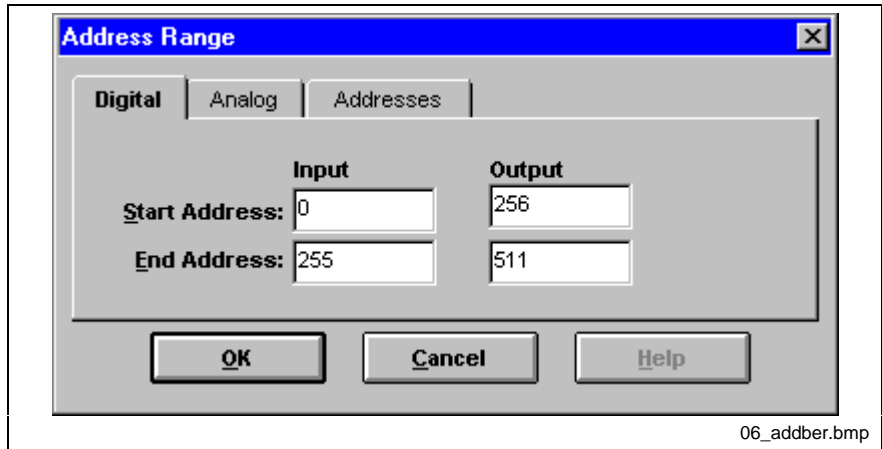 Address Range
Digital Analog Addresses
Input Output
Start Address: 0 256
End Address: 255 511
OK Cancel Help
06_addber.bmp